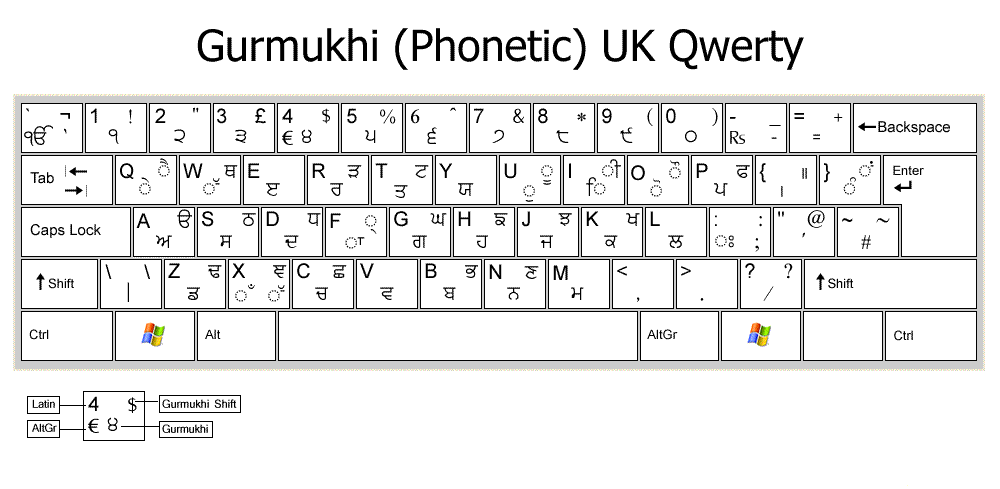 Gurmukhi (Phonetic) UK Qwerty
` ¬ ੴ ` 1 ! ੧ 2 " ੨ 3 £ ੩ 4 $ € ੪ 5 % ੫ 6 ^ ੬ 7 & ੭ 8 * ੮ 9 ( ੯ 0 ) ੦ - _ ₨ - = + = Backspace
Tab Q ੈ ੇ W ਥ ੱ E ੲ R ੜ ਰ T ਟ ਤ Y ਯ U ੂ ੁ I ੀ ਿ O ੌ ੋ P ਫ ਪ { ॥ । } ਂ Enter
Caps Lock A ੳ ਅ S ਠ ਸ D ਧ ਦ F ੍ ਾ G ਘ ਗ H ਙ ਹ J ਝ ਜ K ਖ ਕ L ਲ : : ਃ ; " @ ' ~ ~ #
Shift \ \ | Z ਢ ਡ X ਞ ਁ ੱ C ਛ ਚ V ਵ B ਭ ਬ N ਣ ਨ M ਮ < , > . ? ? / Shift
Ctrl Alt AltGr Ctrl
Latin 4 $ Gurmukhi Shift
AltGr € ੪ Gurmukhi